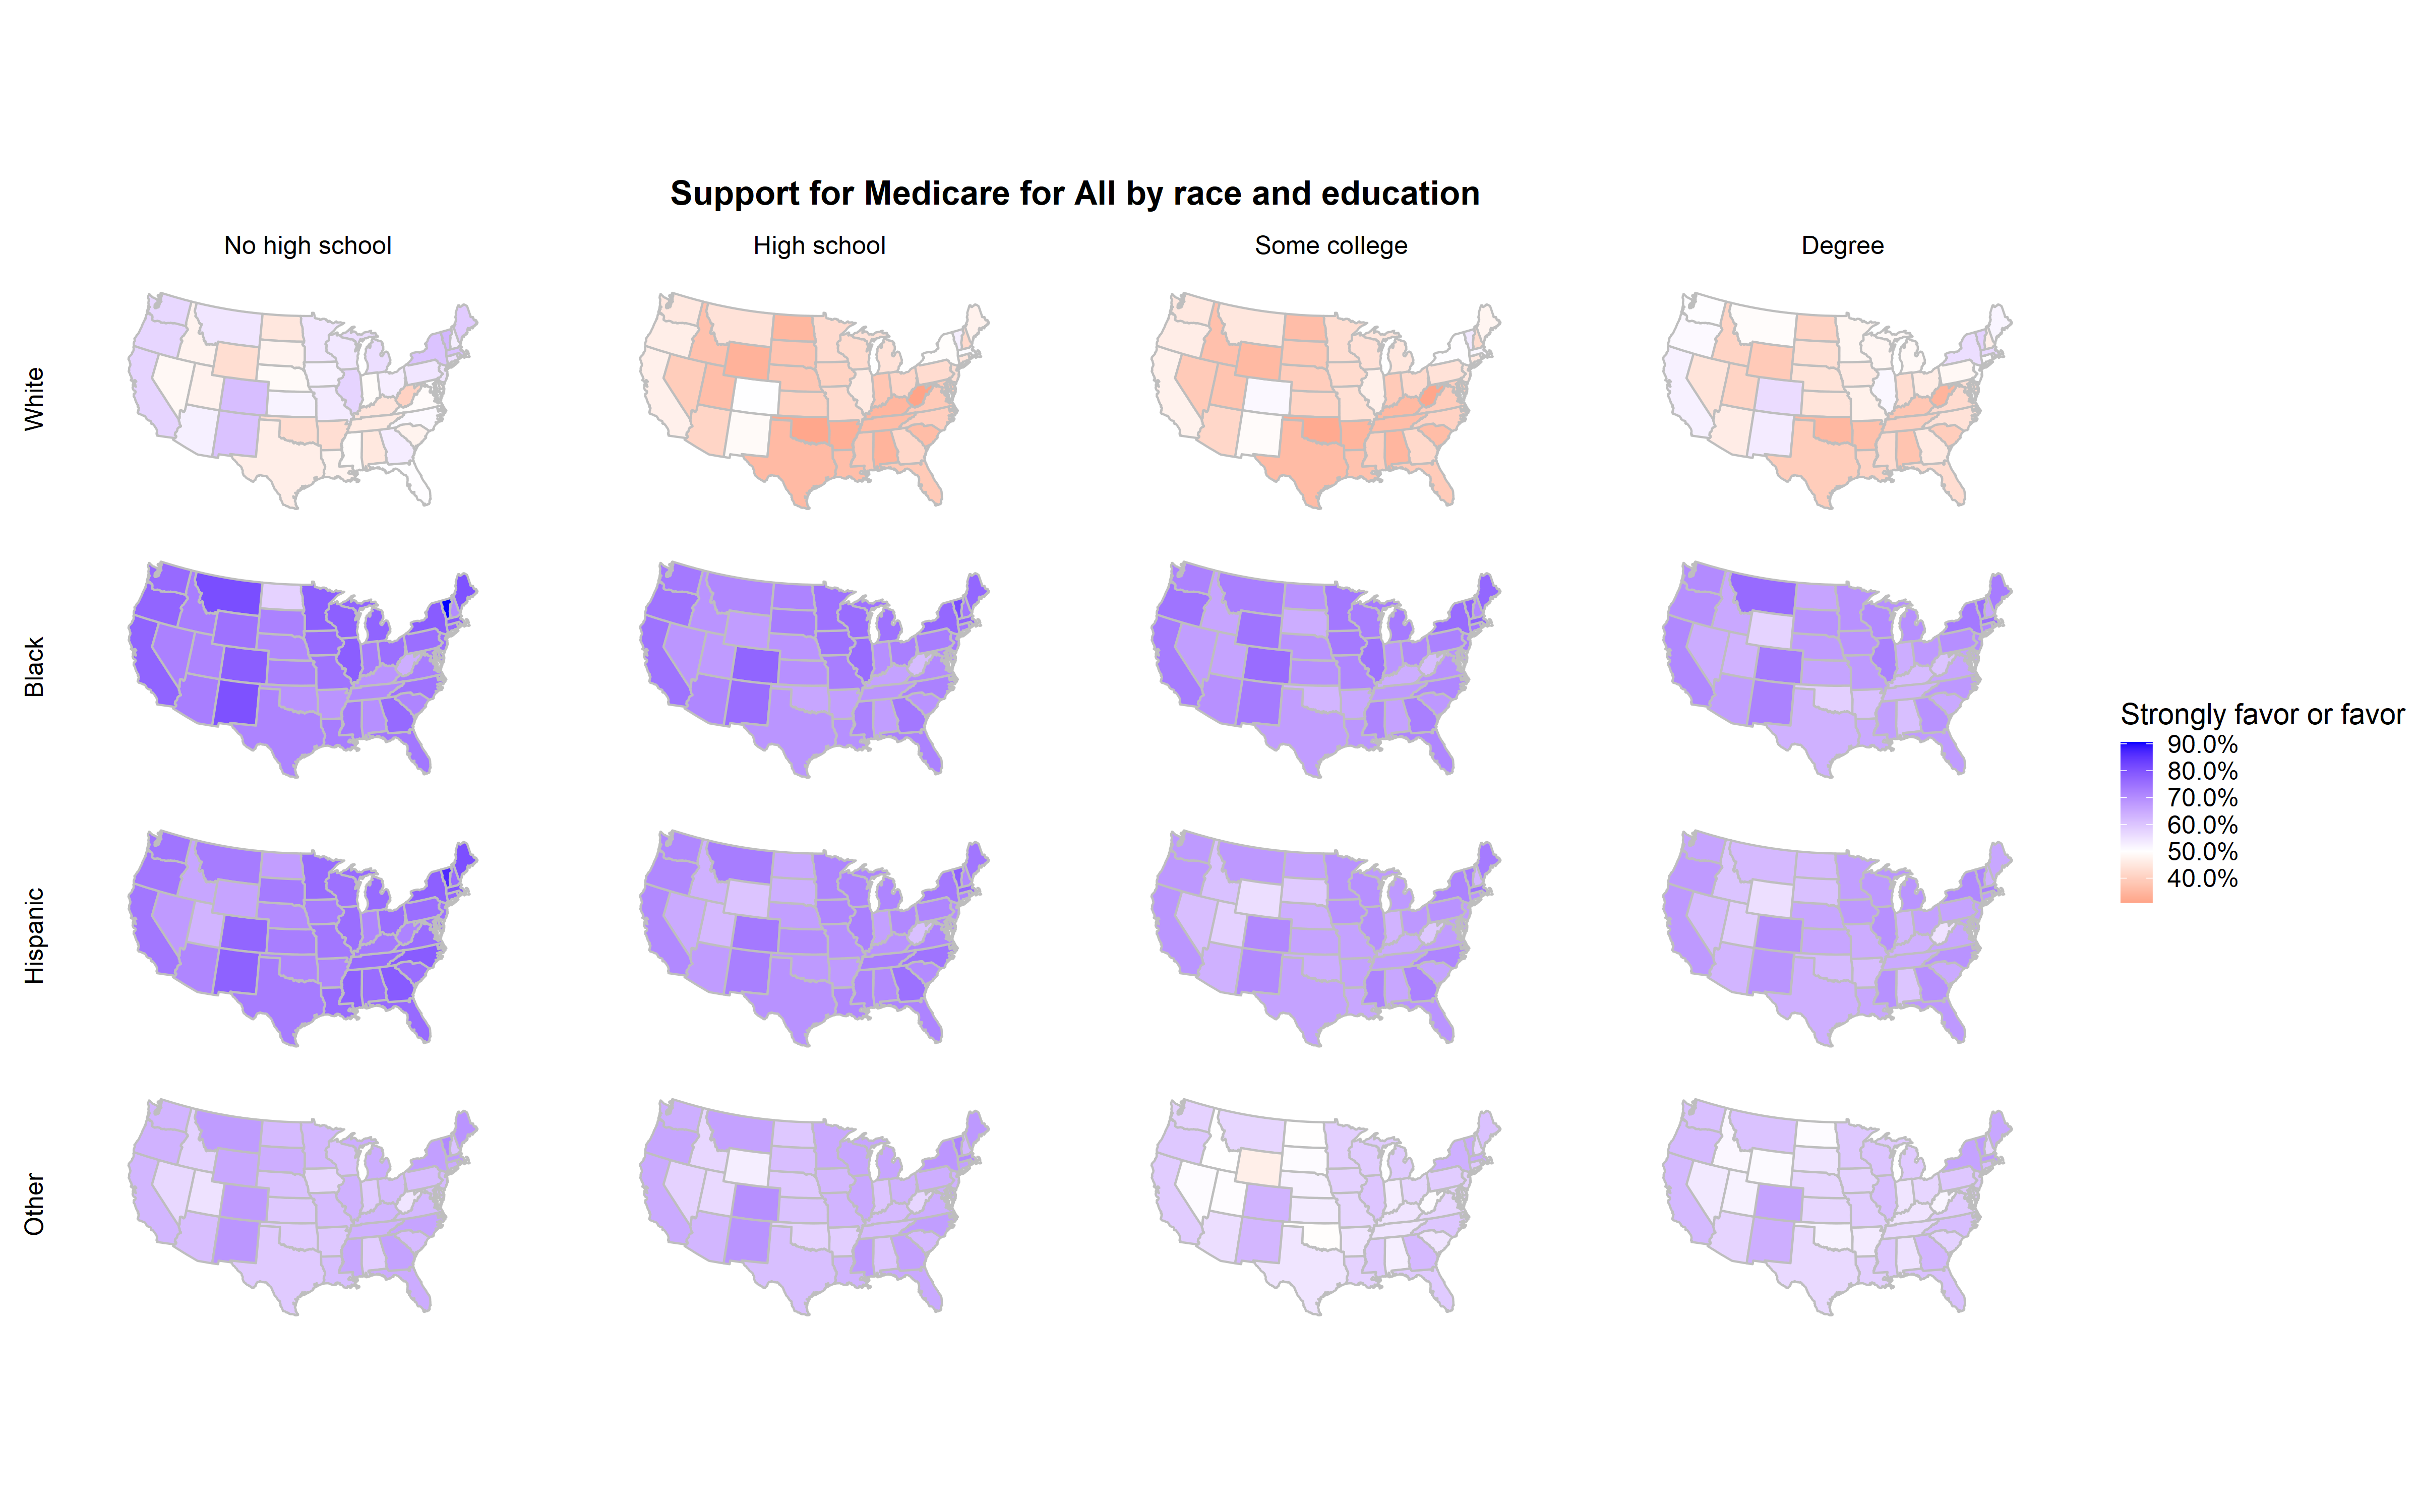 Support for Medicare for All by race and education
No high school
High school
Some college
Degree
White
Black
Hispanic
Other
Strongly favor or favor
90.0%
80.0%
70.0%
60.0%
50.0%
40.0%